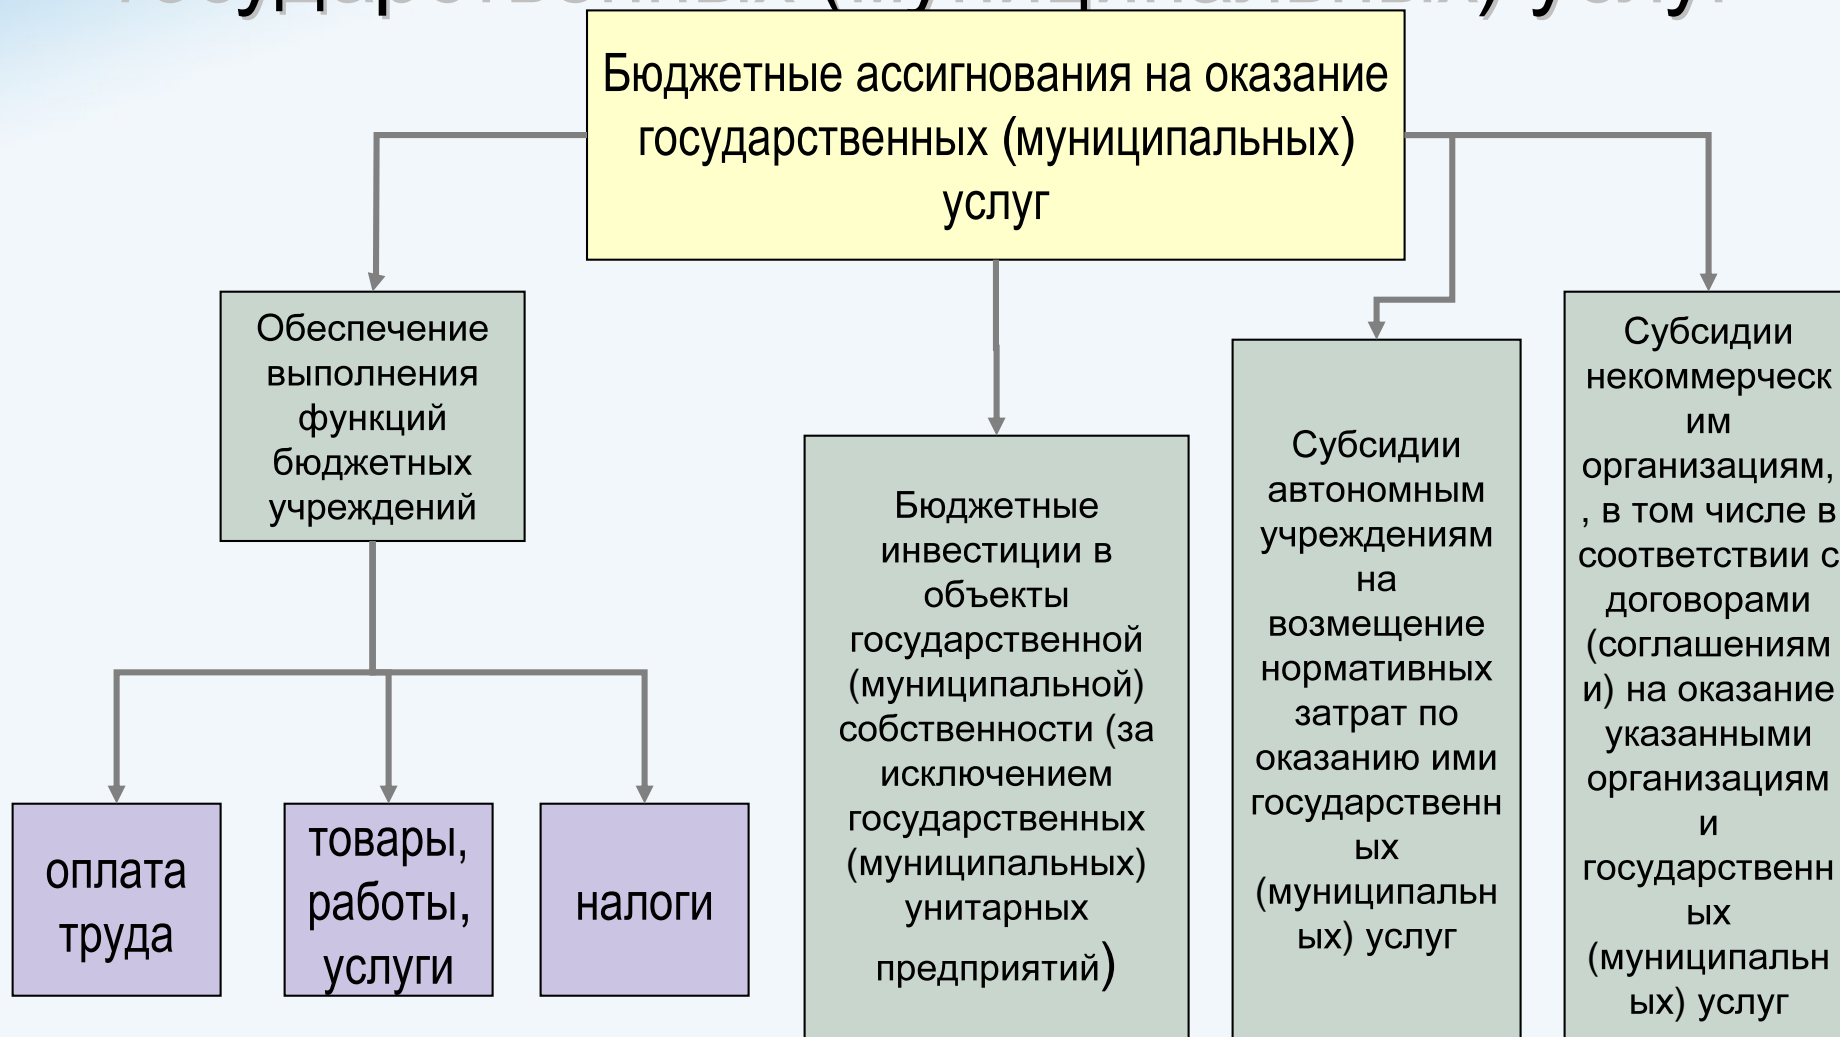 государственных (муниципальных) услуг
Бюджетные ассигнования на оказание
государственных (муниципальных)
услуг
Обеспечение
выполнения
функций
бюджетных
учреждений
Бюджетные
инвестиции в
объекты
государственной
(муниципальной)
собственности (за
исключением
государственных
(муниципальных)
унитарных
предприятий)
Субсидии
автономным
учреждениям
на
возмещение
нормативных
затрат по
оказанию ими
государственн
ых
(муниципальн
ых) услуг
Субсидии
некоммерческ
им
организациям,
, в том числе в
соответствии с
договорами
(соглашениям
и) на оказание
указанными
организациям
и
государственн
ых
(муниципальн
ых) услуг
оплата
труда
товары,
работы,
услуги
налоги